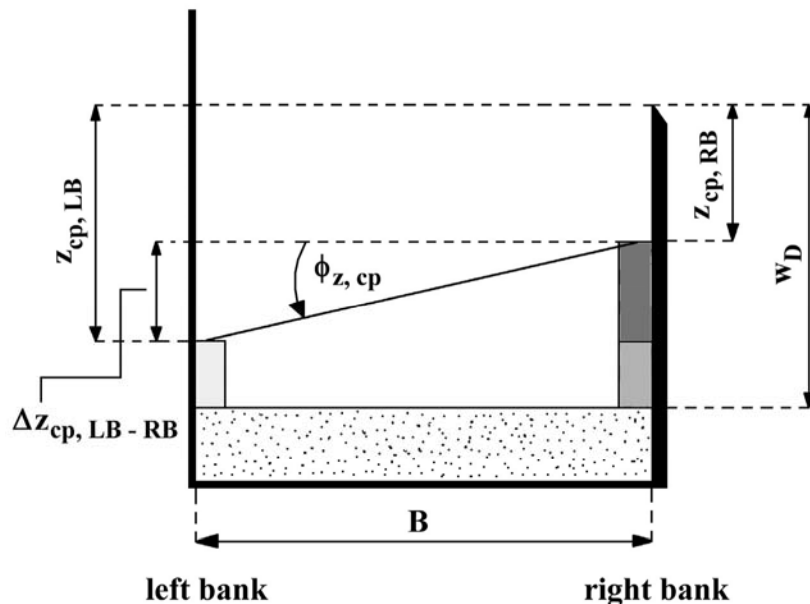 z_cp, LB
z_cp, RB
w_D
ϕ_z, cp
Δz_cp, LB - RB
B
left bank
right bank